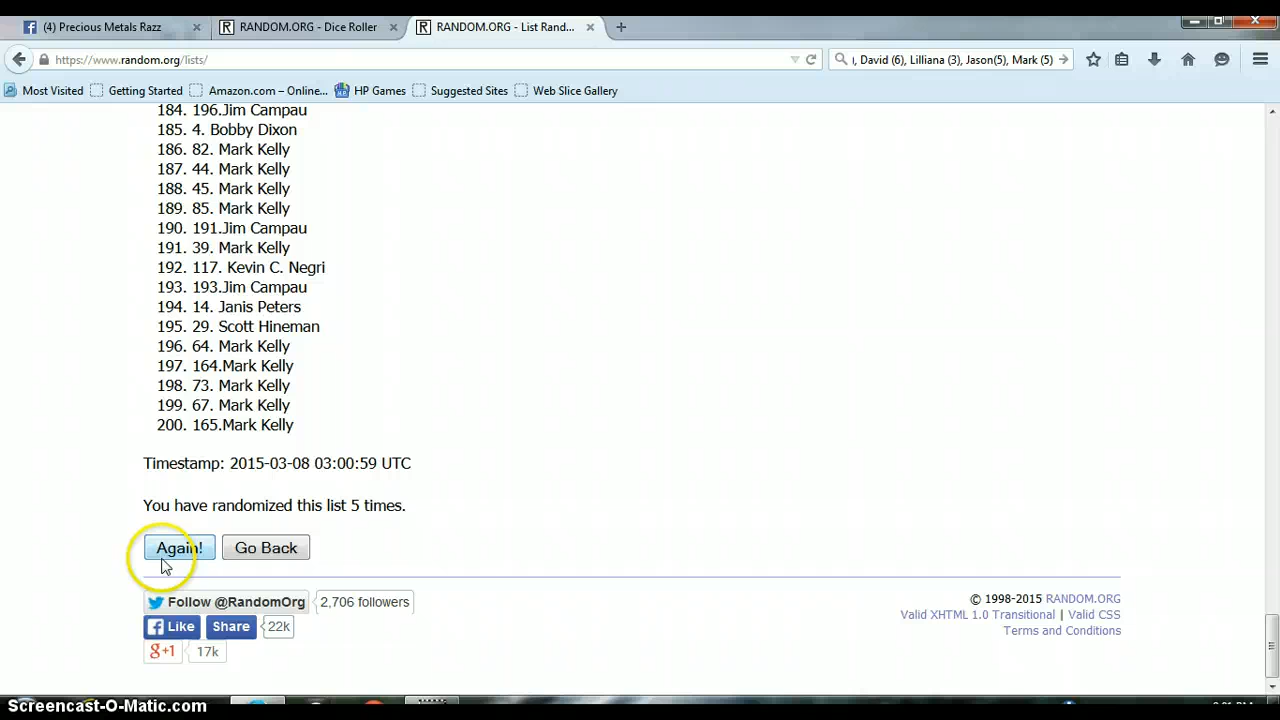 (4) Precious Metals Razz
RANDOM.ORG - Dice Roller
RANDOM.ORG - List Rand...
https://www.random.org/lists/
, David (6), Lilliana (3), Jason(5), Mark (5)
Most Visited
Getting Started
Amazon.com – Online...
HP Games
Suggested Sites
Web Slice Gallery
184. 196.Jim Campau
185. 4. Bobby Dixon
186. 82. Mark Kelly
187. 44. Mark Kelly
188. 45. Mark Kelly
189. 85. Mark Kelly
190. 191.Jim Campau
191. 39. Mark Kelly
192. 117. Kevin C. Negri
193. 193.Jim Campau
194. 14. Janis Peters
195. 29. Scott Hineman
196. 64. Mark Kelly
197. 164.Mark Kelly
198. 73. Mark Kelly
199. 67. Mark Kelly
200. 165.Mark Kelly
Timestamp: 2015-03-08 03:00:59 UTC
You have randomized this list 5 times.
Again! Go Back
Follow @RandomOrg 2,706 followers
Like Share 22k
g+1 17k
© 1998-2015 RANDOM.ORG
Valid XHTML 1.0 Transitional | Valid CSS
Terms and Conditions
Screencast-O-Matic.com